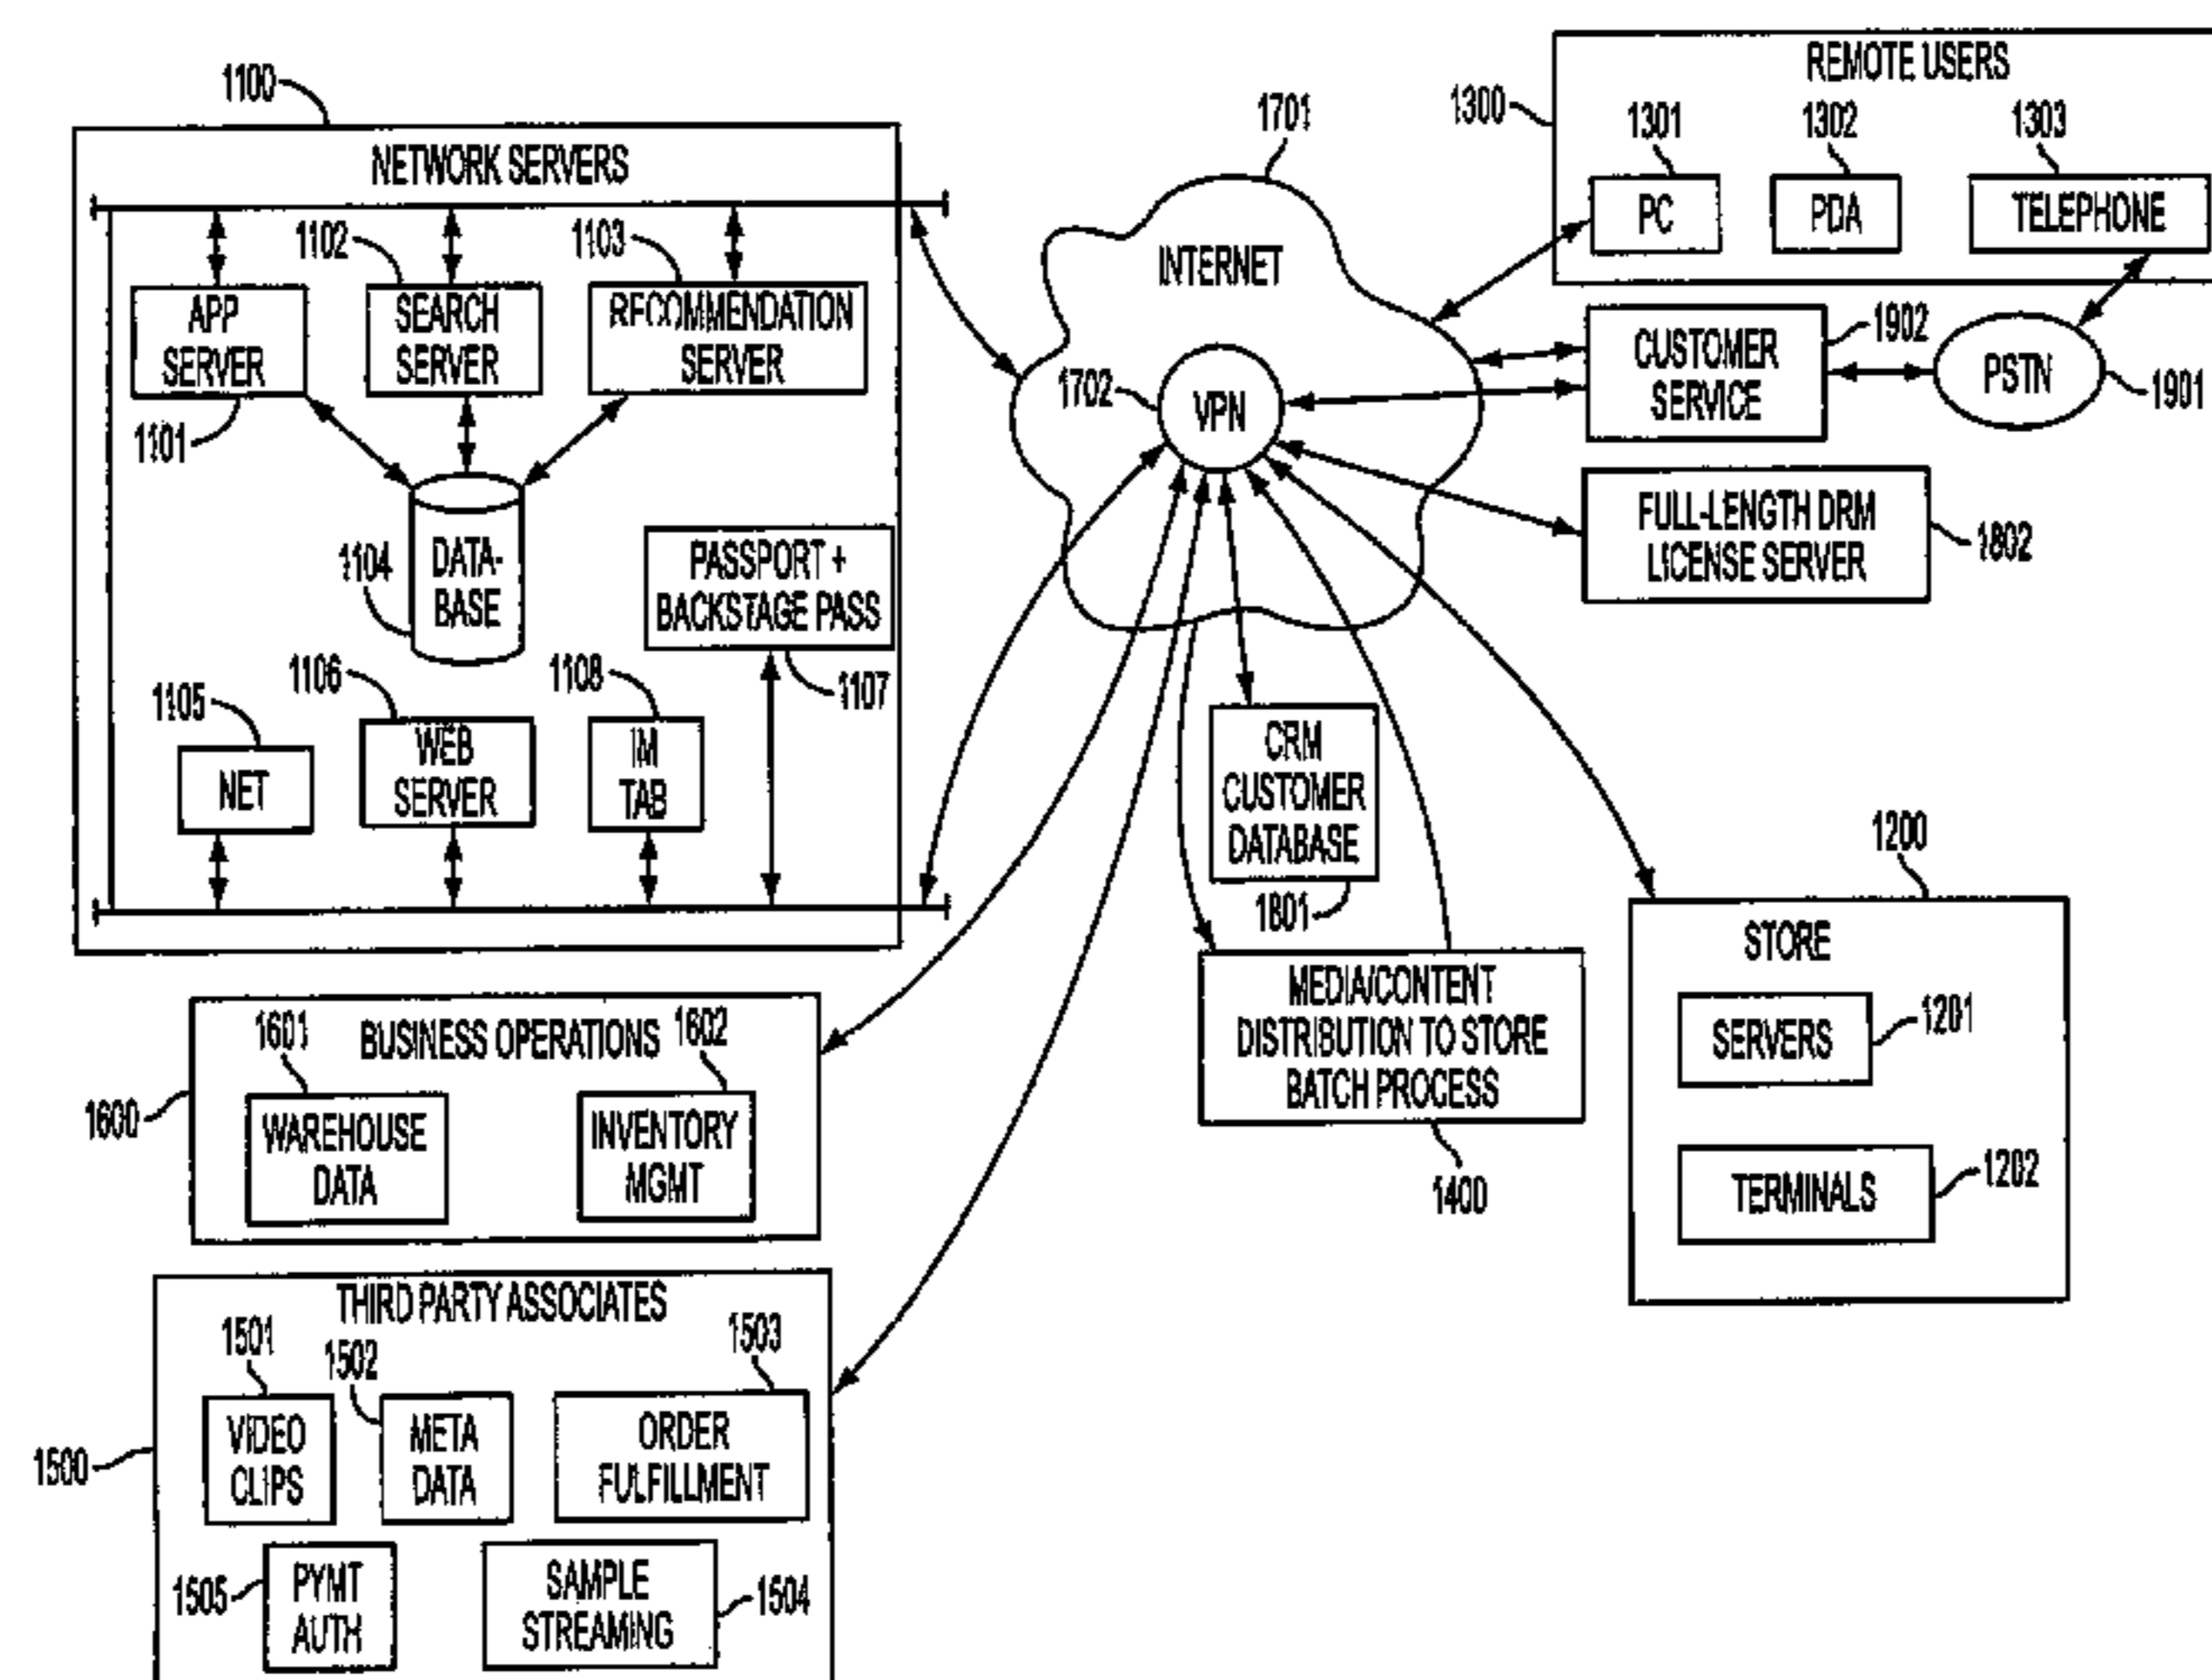 1100
NETWORK SERVERS
1102
1103
APP
SERVER
SEARCH
SERVER
RECOMMENDATION
SERVER
1101
1104
DATA-
BASE
PASSPORT +
BACKSTAGE PASS
1107
1105
1106
1108
NET
WEB
SERVER
IM
TAB
1701
INTERNET
1702
VPN
REMOTE USERS
1300
1301
1302
1303
PC
PDA
TELEPHONE
CUSTOMER
SERVICE
1902
PSTN
1901
FULL-LENGTH DRM
LICENSE SERVER
1802
CRM
CUSTOMER
DATABASE
1801
MEDIA/CONTENT
DISTRIBUTION TO STORE
BATCH PROCESS
1400
1200
STORE
SERVERS
1201
TERMINALS
1202
BUSINESS OPERATIONS
1600
1601
1602
WAREHOUSE
DATA
INVENTORY
MGMT
THIRD PARTY ASSOCIATES
1500
1501
1502
1503
VIDEO
CLIPS
META
DATA
ORDER
FULFILLMENT
1505
PYMT
AUTH
SAMPLE
STREAMING
1504